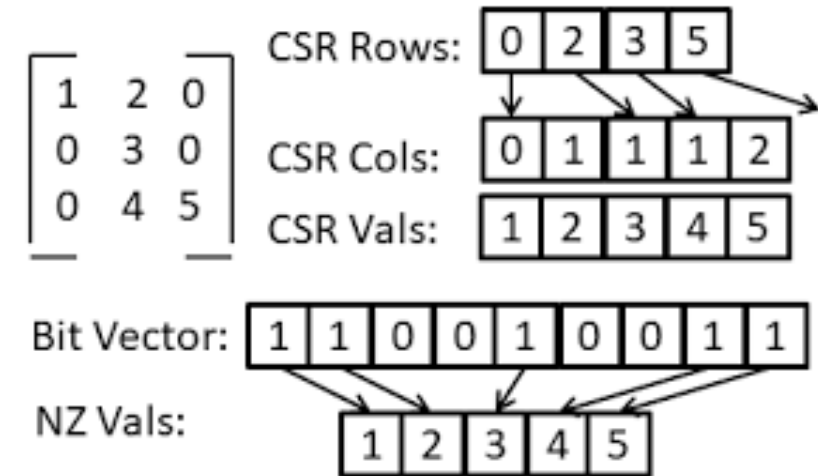 1 2 0
0 3 0
0 4 5
CSR Rows: 0 2 3 5
CSR Cols: 0 1 1 1 2
CSR Vals: 1 2 3 4 5
Bit Vector: 1 1 0 0 1 0 0 1 1
NZ Vals: 1 2 3 4 5